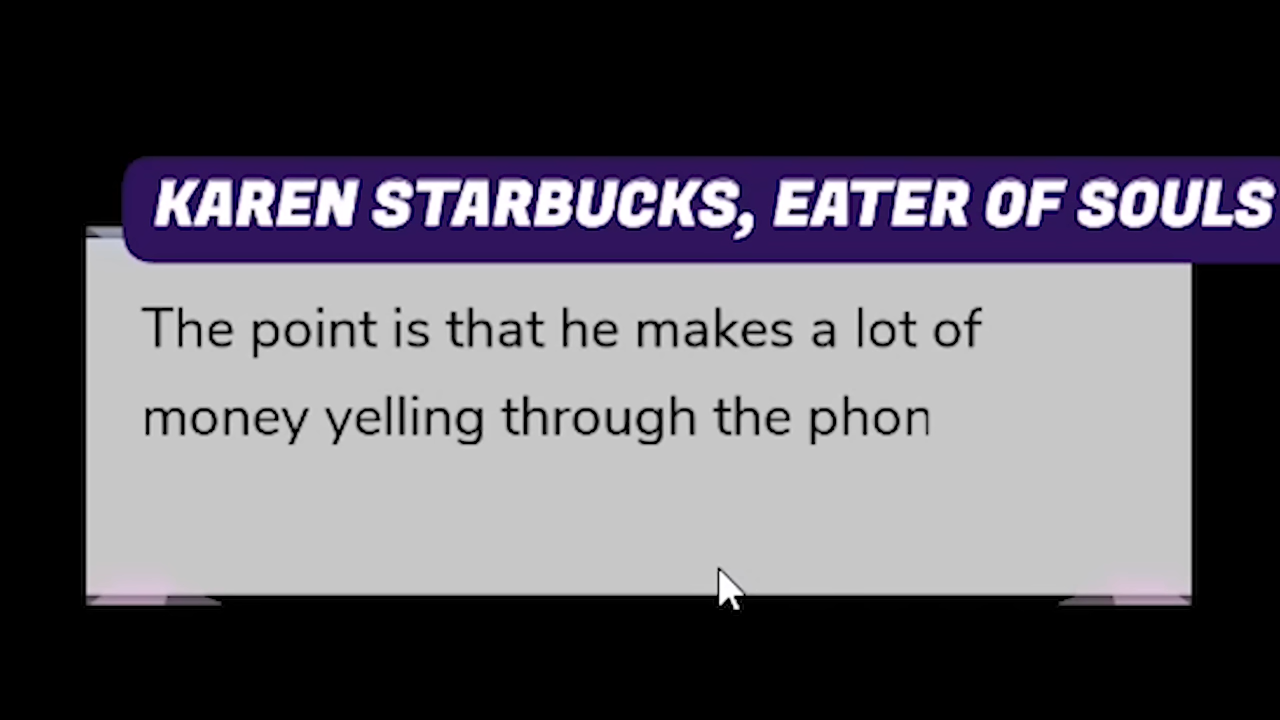 KAREN STARBUCKS, EATER OF SOULS
The point is that he makes a lot of
money yelling through the phon